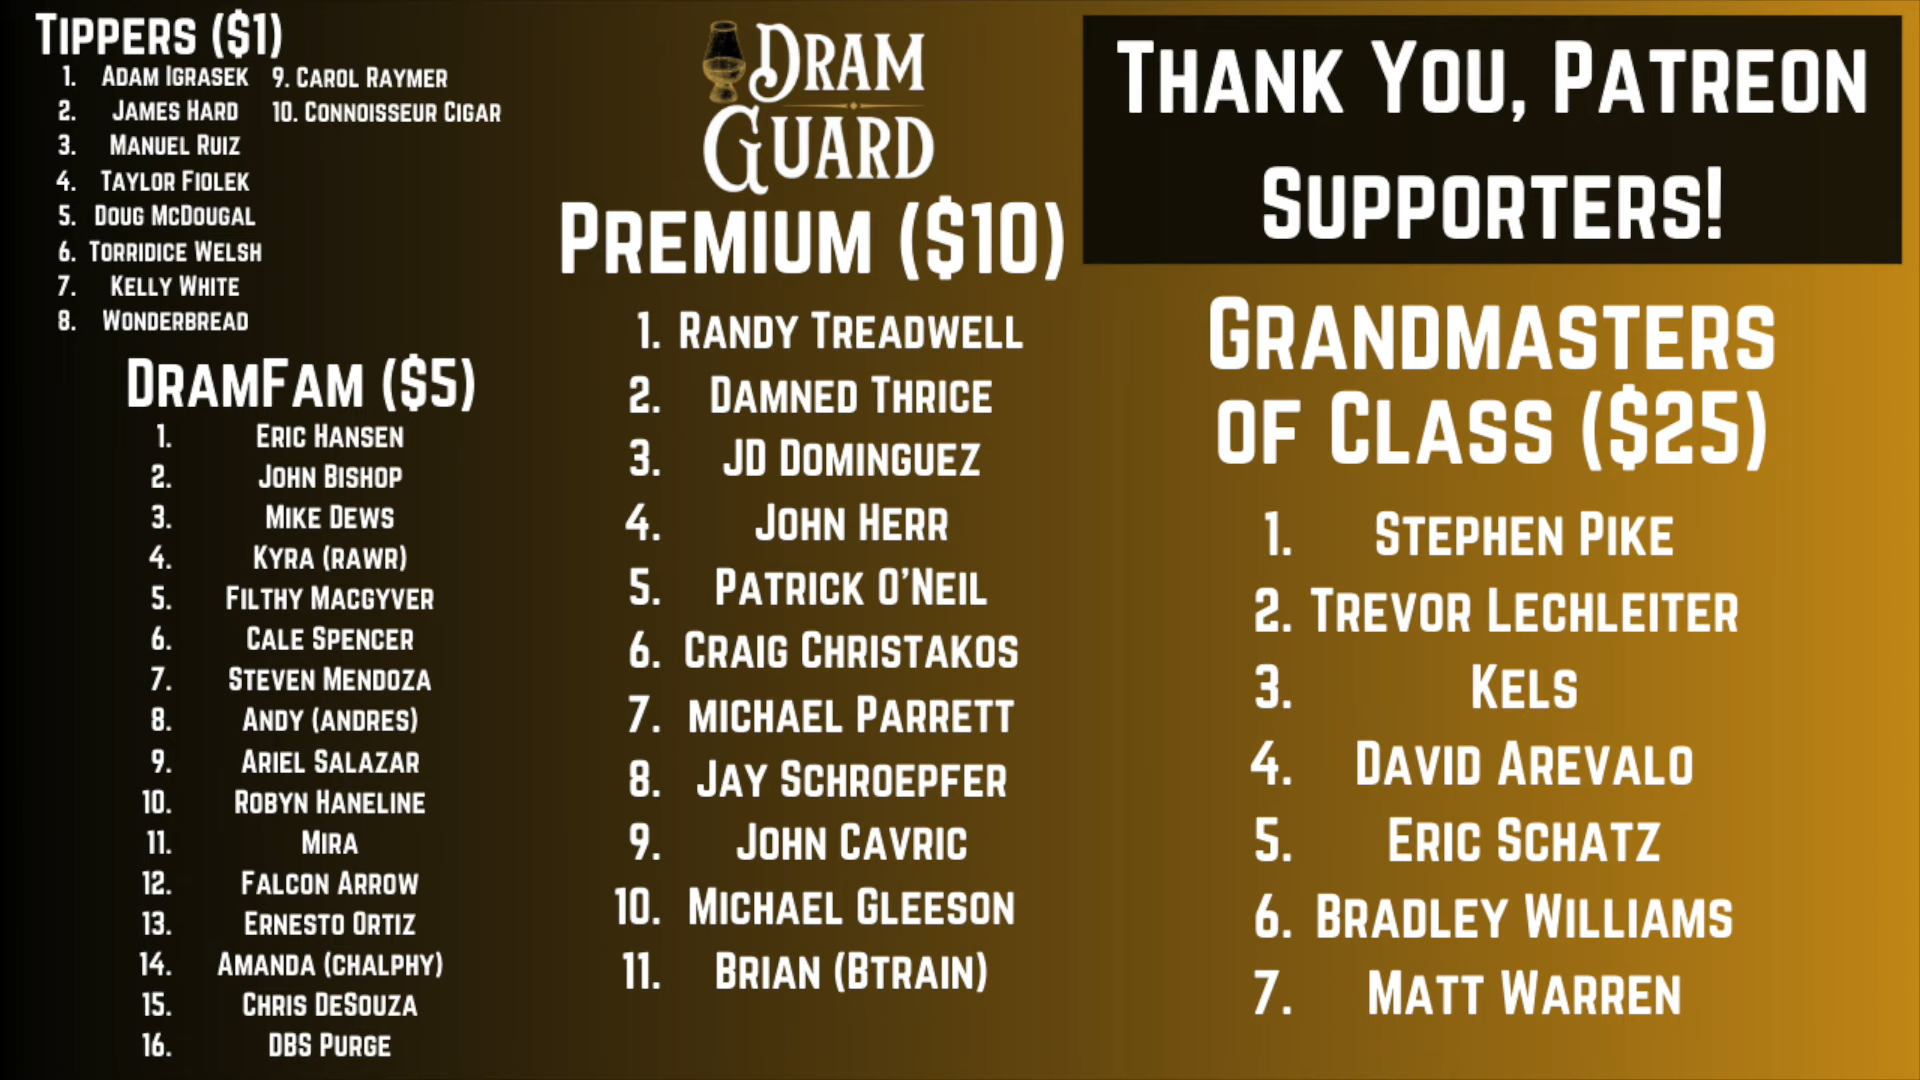 Tippers ($1)
1. Adam Igrasek
2. James Hard
3. Manuel Ruiz
4. Taylor Fiolek
5. Doug McDougal
6. Torridice Welsh
7. Kelly White
8. Wonderbread
9. Carol Raymer
10. Connoisseur Cigar
DramFam ($5)
1. Eric Hansen
2. John Bishop
3. Mike Dews
4. Kyra (rawr)
5. Filthy Macgyver
6. Cale Spencer
7. Steven Mendoza
8. Andy (andres)
9. Ariel Salazar
10. Robyn Haneline
11. Mira
12. Falcon Arrow
13. Ernesto Ortiz
14. Amanda (chalphy)
15. Chris DeSouza
16. DBS Purge
Dram
Guard
Premium ($10)
1. Randy Treadwell
2. Damned Thrice
3. JD Dominguez
4. John Herr
5. Patrick O'Neil
6. Craig Christakos
7. michael Parrett
8. Jay Schroepfer
9. John Cavric
10. Michael Gleeson
11. Brian (Btrain)
Thank You, Patreon
Supporters!
Grandmasters
of Class ($25)
1. Stephen Pike
2. Trevor Lechleiter
3. Kels
4. David Arevalo
5. Eric Schatz
6. Bradley Williams
7. Matt Warren